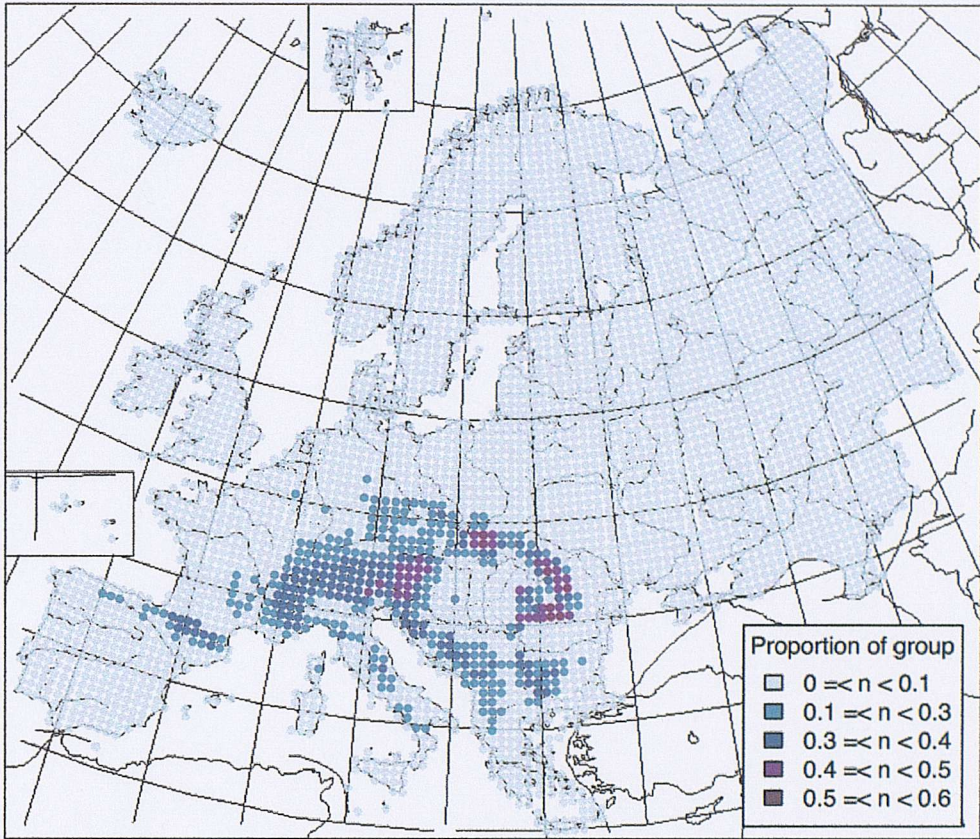 Proportion of group
0 =< n < 0.1
0.1 =< n < 0.3
0.3 =< n < 0.4
0.4 =< n < 0.5
0.5 =< n < 0.6